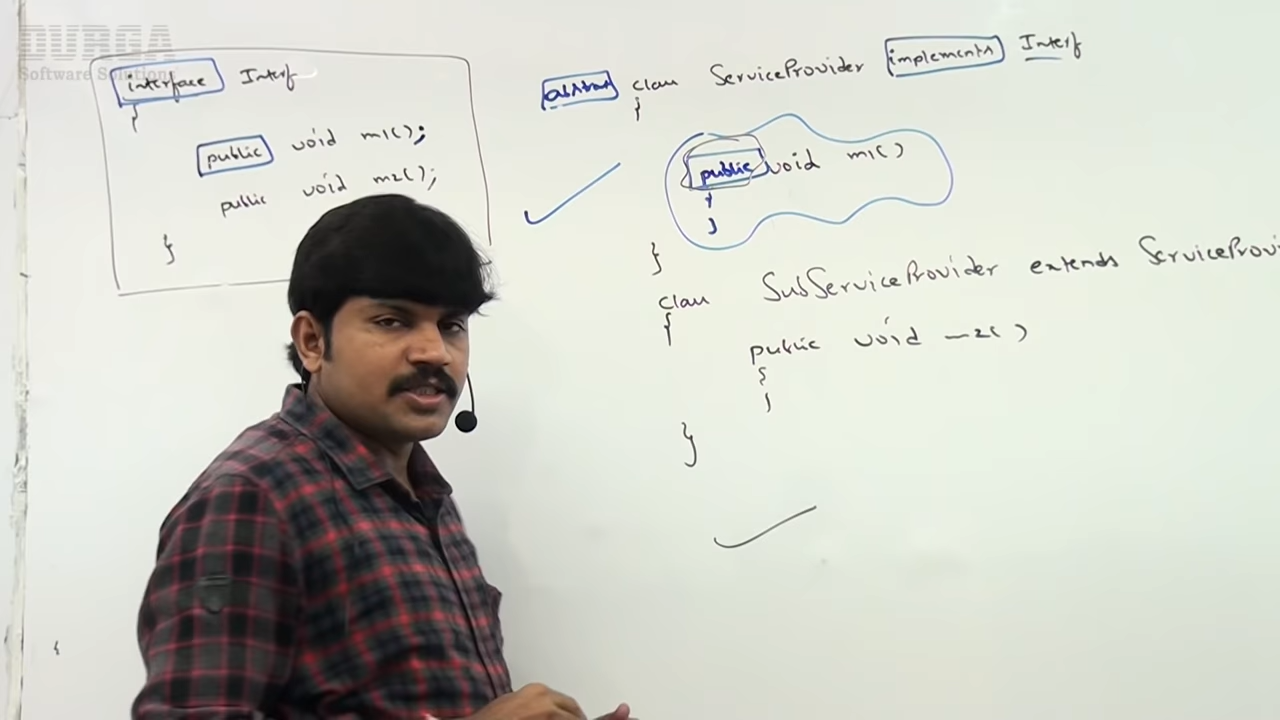 DURGA
Software Solutions
interface Interf
{
public void m1();
public void m2();
}
abstract class ServiceProvider implements Interf
{
public void m1()
{
}
}
class SubServiceProvider extends ServiceProvi
{
public void m2()
{
}
}